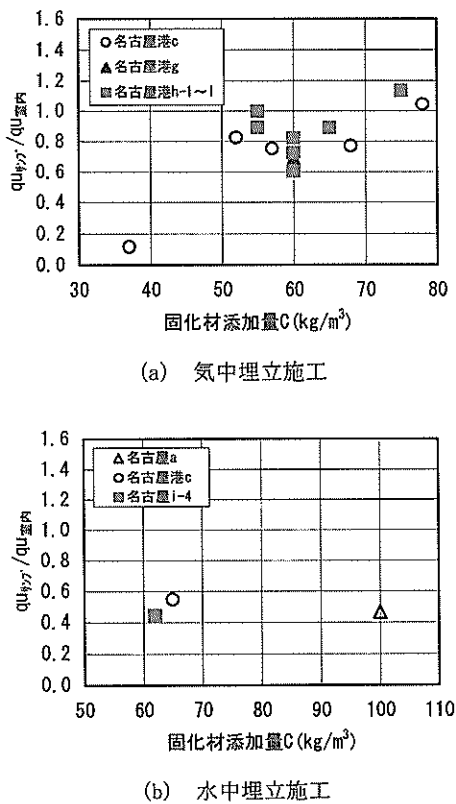 1.6
1.4
1.2
1.0
0.8
0.6
0.4
0.2
0.0
quｻﾝﾌﾟ/qu室内
○名古屋港c
▲名古屋港g
■名古屋港h-1~1
30 40 50 60 70 80
固化材添加量C(kg/m³)
(a) 気中埋立施工
1.6
1.4
1.2
1.0
0.8
0.6
0.4
0.2
0.0
quｻﾝﾌﾟ/qu室内
△名古屋a
○名古屋港c
■名古屋i-4
50 60 70 80 90 100 110
固化材添加量C(kg/m³)
(b) 水中埋立施工